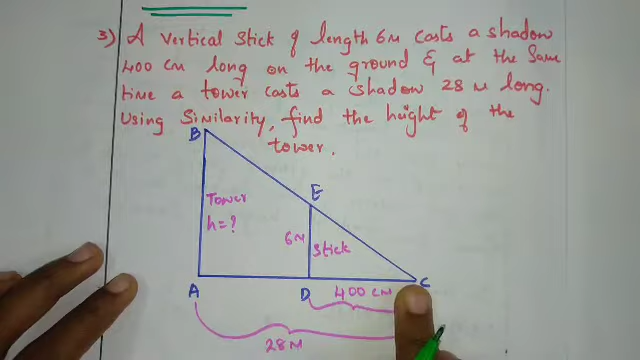 3) A vertical stick of length 6M casts a shadow
400 CM long on the ground & at the same
time a tower casts a shadow 28 M long.
Using Similarity, find the height of the
tower.
B
E
Tower
h=?
6M
Stick
A
D
400 CM
C
28 M